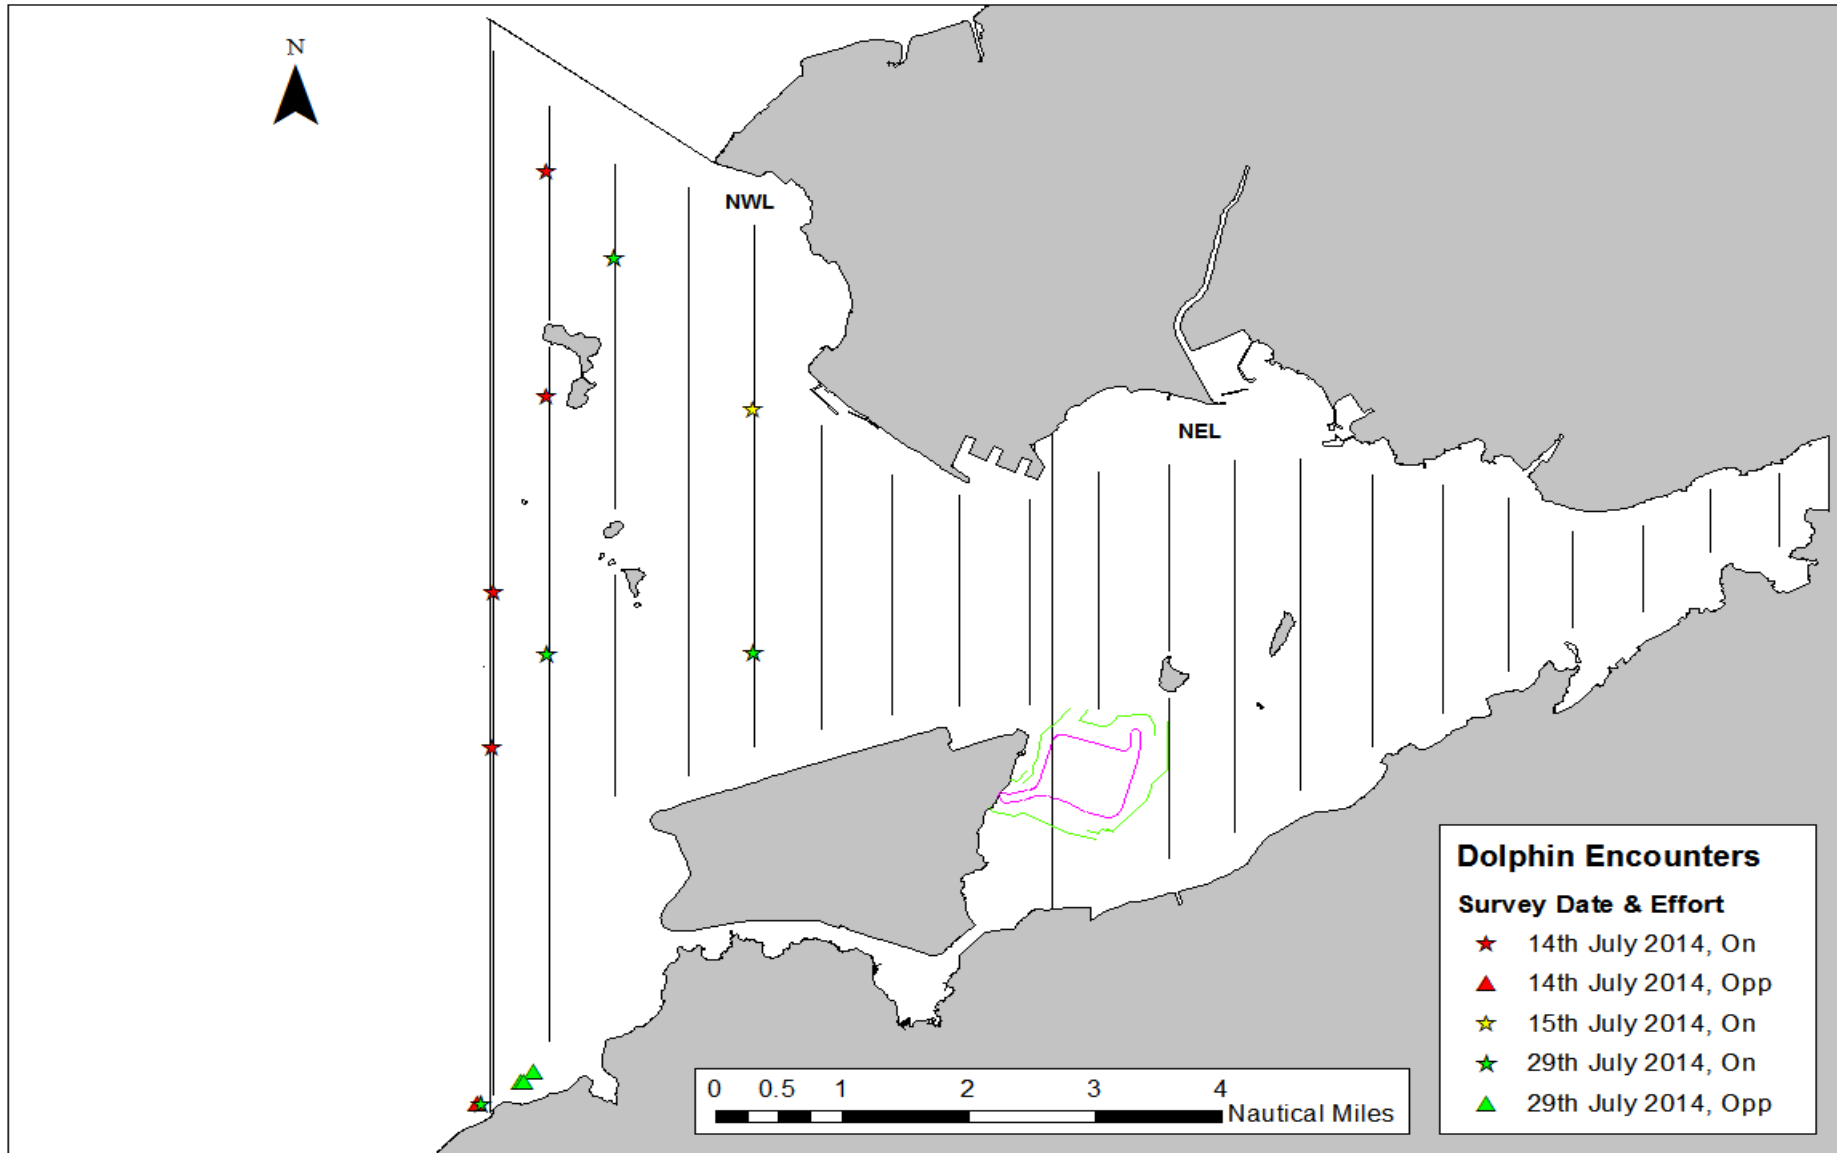 N
NWL
NEL
Dolphin Encounters
Survey Date & Effort
14th July 2014, On
14th July 2014, Opp
15th July 2014, On
29th July 2014, On
29th July 2014, Opp
0 0.5 1 2 3 4
Nautical Miles